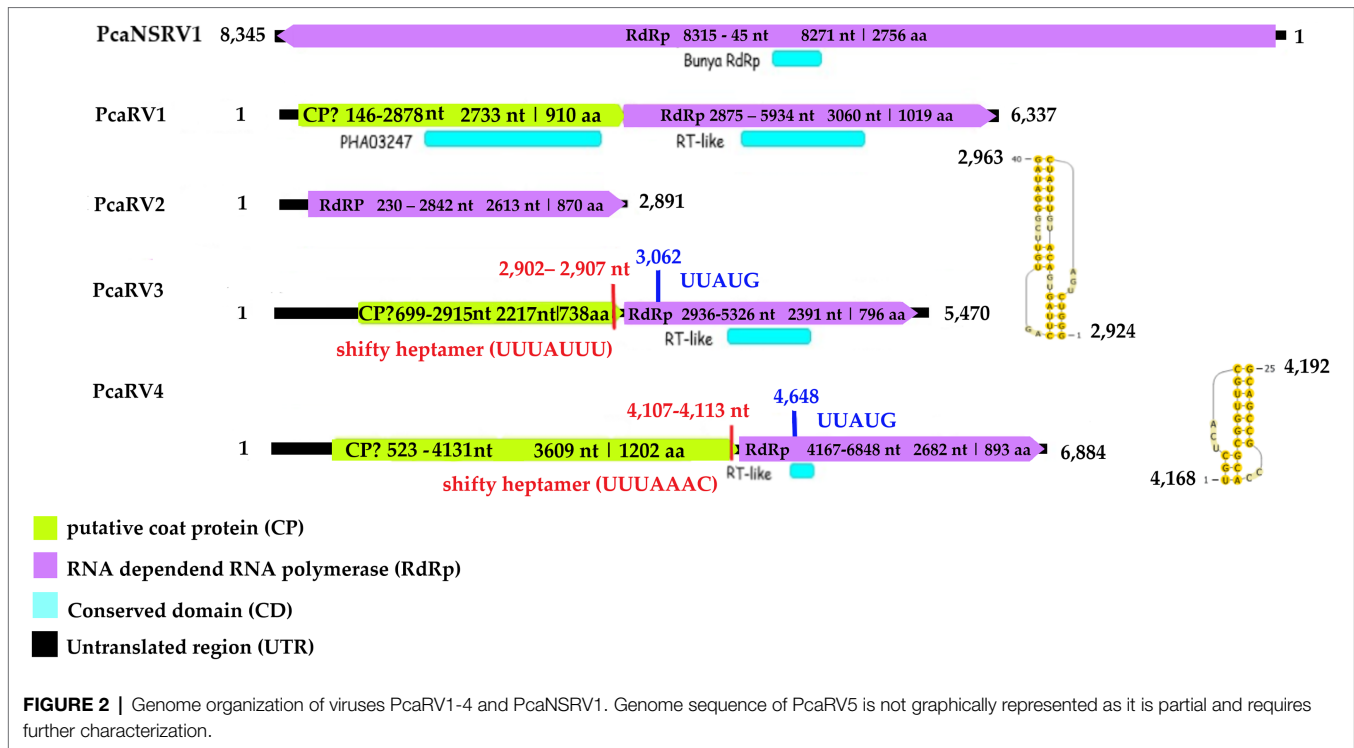 PcaNSRV1 8,345 RdRp 8315 - 45 nt 8271 nt | 2756 aa 1
Bunya RdRp
PcaRV1 1 CP? 146-2878 nt 2733 nt | 910 aa RdRp 2875 – 5934 nt 3060 nt | 1019 aa 6,337
PHA03247 RT-like
PcaRV2 1 RdRP 230 – 2842 nt 2613 nt | 870 aa 2,891
2,963 40
2,902– 2,907 nt 3,062 UUAUG
PcaRV3 1 CP?699-2915nt 2217nt|738aa RdRp 2936-5326 nt 2391 nt | 796 aa 5,470
shifty heptamer (UUUAUUU) RT-like
1 2,924
PcaRV4
4,107-4,113 nt 4,648 UUAUG
25 4,192
1 CP? 523 -4131nt 3609 nt | 1202 aa RdRp 4167-6848 nt 2682 nt | 893 aa 6,884
shifty heptamer (UUUAAAC) RT-like
4,168 1
putative coat protein (CP)
RNA dependend RNA polymerase (RdRp)
Conserved domain (CD)
Untranslated region (UTR)
FIGURE 2 | Genome organization of viruses PcaRV1-4 and PcaNSRV1. Genome sequence of PcaRV5 is not graphically represented as it is partial and requires
further characterization.